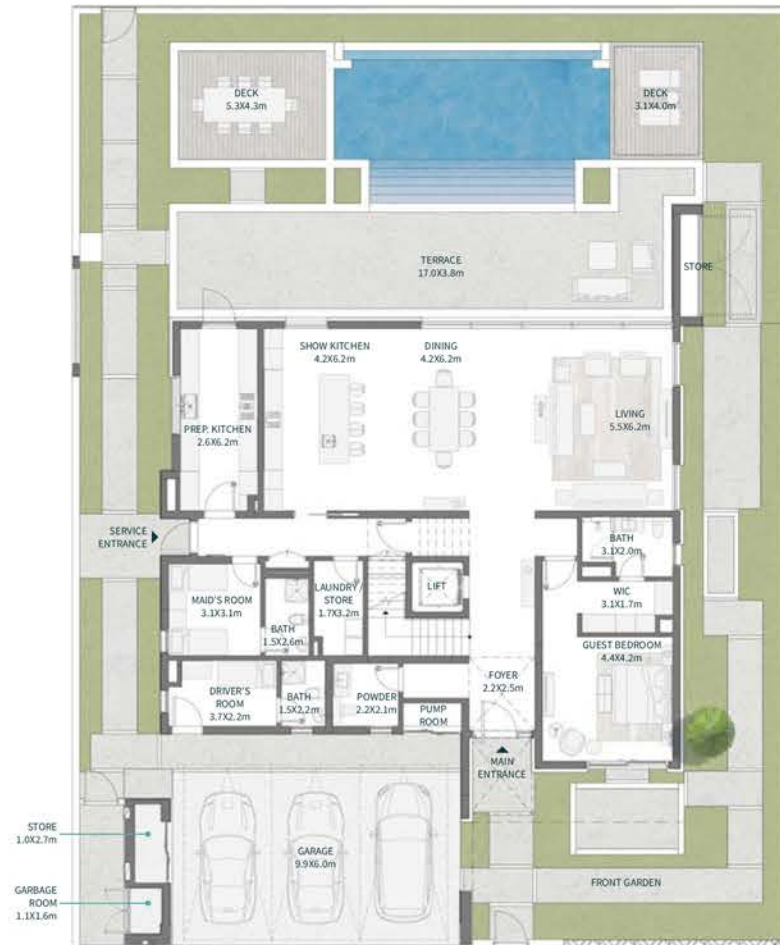 DECK
5.3X4.3m
DECK
3.1X4.0m
TERRACE
17.0X3.8m
STORE
SHOW KITCHEN
4.2X6.2m
DINING
4.2X6.2m
LIVING
5.5X6.2m
PREP. KITCHEN
2.6X6.2m
SERVICE
ENTRANCE
BATH
3.1X2.0m
MAID'S ROOM
3.1X3.1m
BATH
1.5X2.6m
LAUNDRY /
STORE
1.7X3.2m
LIFT
WIC
3.1X1.7m
GUEST BEDROOM
4.4X4.2m
DRIVER'S
ROOM
3.7X2.2m
BATH
1.5X2.2m
POWDER
2.2X2.1m
FOYER
2.2X2.5m
PUMP
ROOM
MAIN
ENTRANCE
STORE
1.0X2.7m
GARAGE
9.9X6.0m
GARBAGE
ROOM
1.1X1.6m
FRONT GARDEN